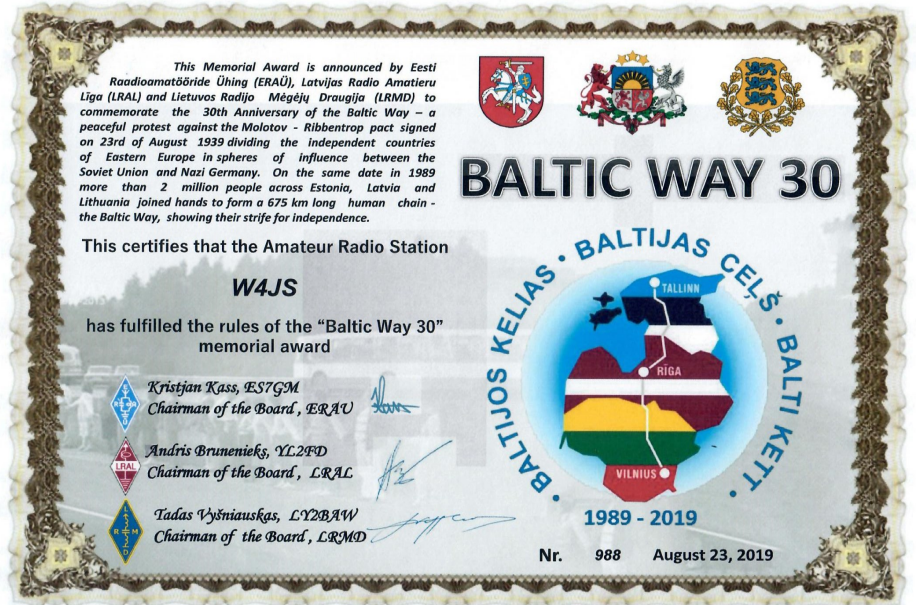 This Memorial Award is announced by Eesti
Raadioamatööride Ühing (ERAÜ), Latvijas Radio Amatieru
Līga (LRAL) and Lietuvos Radijo Mėgėjų Draugija (LRMD) to
commemorate the 30th Anniversary of the Baltic Way – a
peaceful protest against the Molotov - Ribbentrop pact signed
on 23rd of August 1939 dividing the independent countries
of Eastern Europe in spheres of influence between the
Soviet Union and Nazi Germany. On the same date in 1989
more than 2 million people across Estonia, Latvia and
Lithuania joined hands to form a 675 km long human chain -
the Baltic Way, showing their strife for independence.
This certifies that the Amateur Radio Station
W4JS
has fulfilled the rules of the “Baltic Way 30”
memorial award
Kristjan Kass, ES7GM
Chairman of the Board, ERAU
LRAL
Andris Brunenieks, YL2FD
Chairman of the Board, LRAL
L
R M
D
Tadas Vyšniauskas, LY2BAW
Chairman of the Board, LRMD
BALTIC WAY 30
• BALTIJOS KELIAS • BALTIJAS CEĻŠ • BALTI KETT •
TALLINN
RĪGA
VILNIUS
1989 - 2019
Nr. 988 August 23, 2019